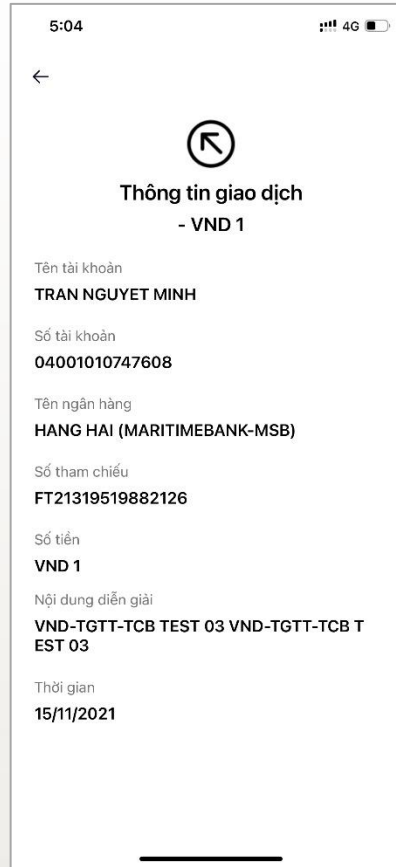 5:04
4G
Thông tin giao dịch
- VND 1
Tên tài khoản
TRAN NGUYET MINH
Số tài khoản
04001010747608
Tên ngân hàng
HANG HAI (MARITIMEBANK-MSB)
Số tham chiếu
FT21319519882126
Số tiền
VND 1
Nội dung diễn giải
VND-TGTT-TCB TEST 03 VND-TGTT-TCB T
EST 03
Thời gian
15/11/2021